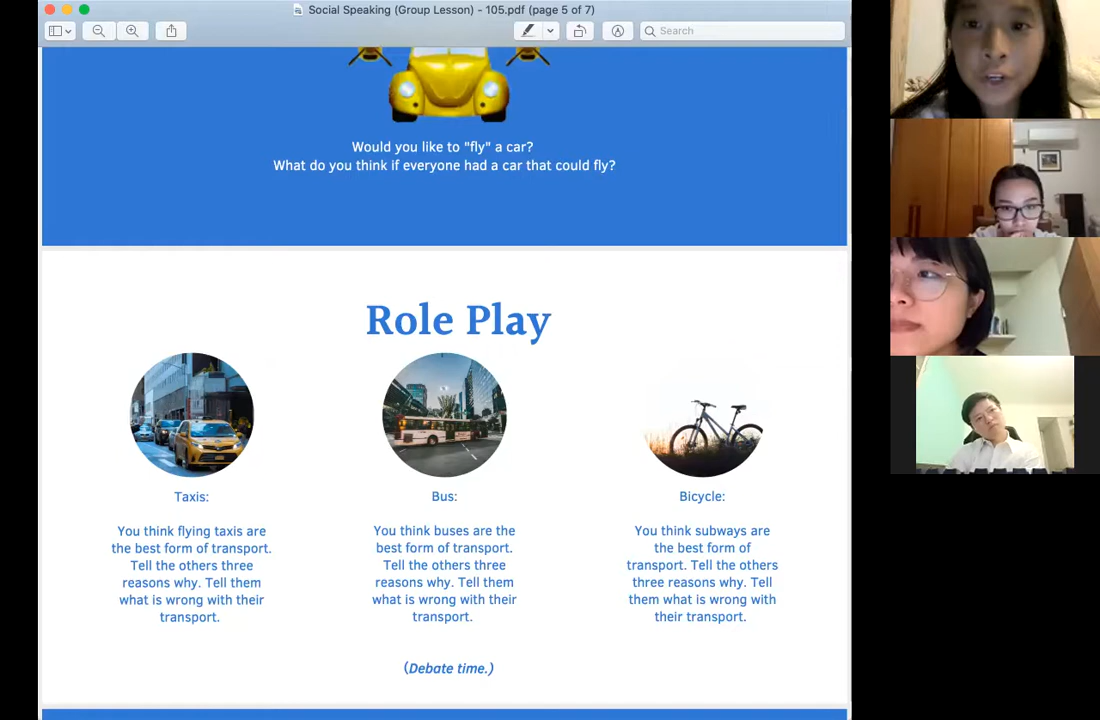 Social Speaking (Group Lesson) - 105.pdf (page 5 of 7)
Search
Would you like to "fly" a car?
What do you think if everyone had a car that could fly?
Role Play
Taxis:
You think flying taxis are
the best form of transport.
Tell the others three
reasons why. Tell them
what is wrong with their
transport.
Bus:
You think buses are the
best form of transport.
Tell the others three
reasons why. Tell them
what is wrong with their
transport.
Bicycle:
You think subways are
the best form of
transport. Tell the others
three reasons why. Tell
them what is wrong with
their transport.
(Debate time.)